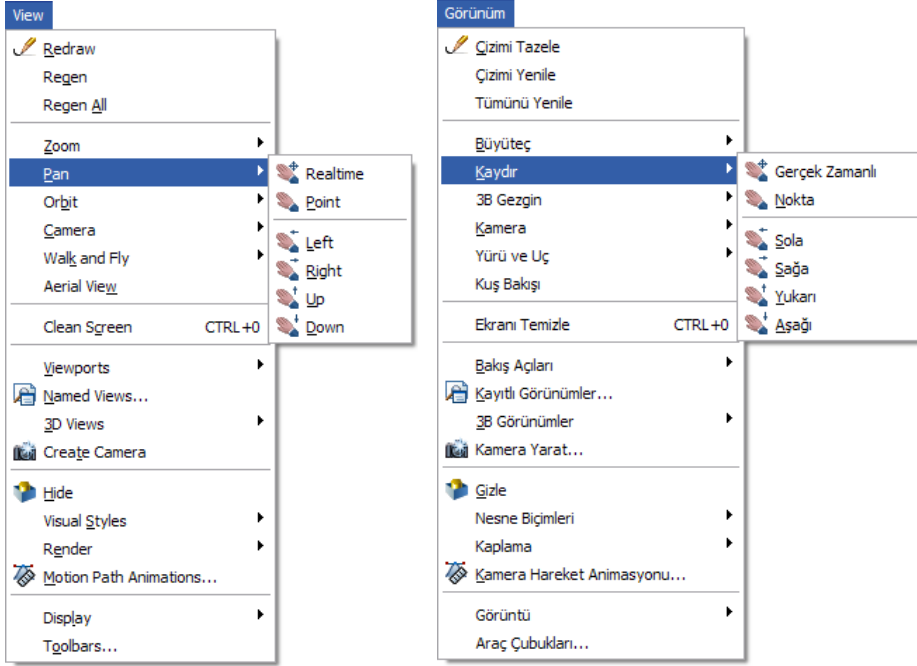 View
Redraw
Regen
Regen All
Zoom
Pan
Orbit
Camera
Walk and Fly
Aerial View
Clean Screen CTRL+0
Viewports
Named Views...
3D Views
Create Camera
Hide
Visual Styles
Render
Motion Path Animations...
Display
Toolbars...
Realtime
Point
Left
Right
Up
Down
Görünüm
Çizimi Tazele
Çizimi Yenile
Tümünü Yenile
Büyüteç
Kaydır
3B Gezgin
Kamera
Yürü ve Uç
Kuş Bakışı
Ekranı Temizle CTRL+0
Bakış Açıları
Kayıtlı Görünümler...
3B Görünümler
Kamera Yarat...
Gizle
Nesne Biçimleri
Kaplama
Kamera Hareket Animasyonu...
Görüntü
Araç Çubukları...
Gerçek Zamanlı
Nokta
Sola
Sağa
Yukarı
Aşağı